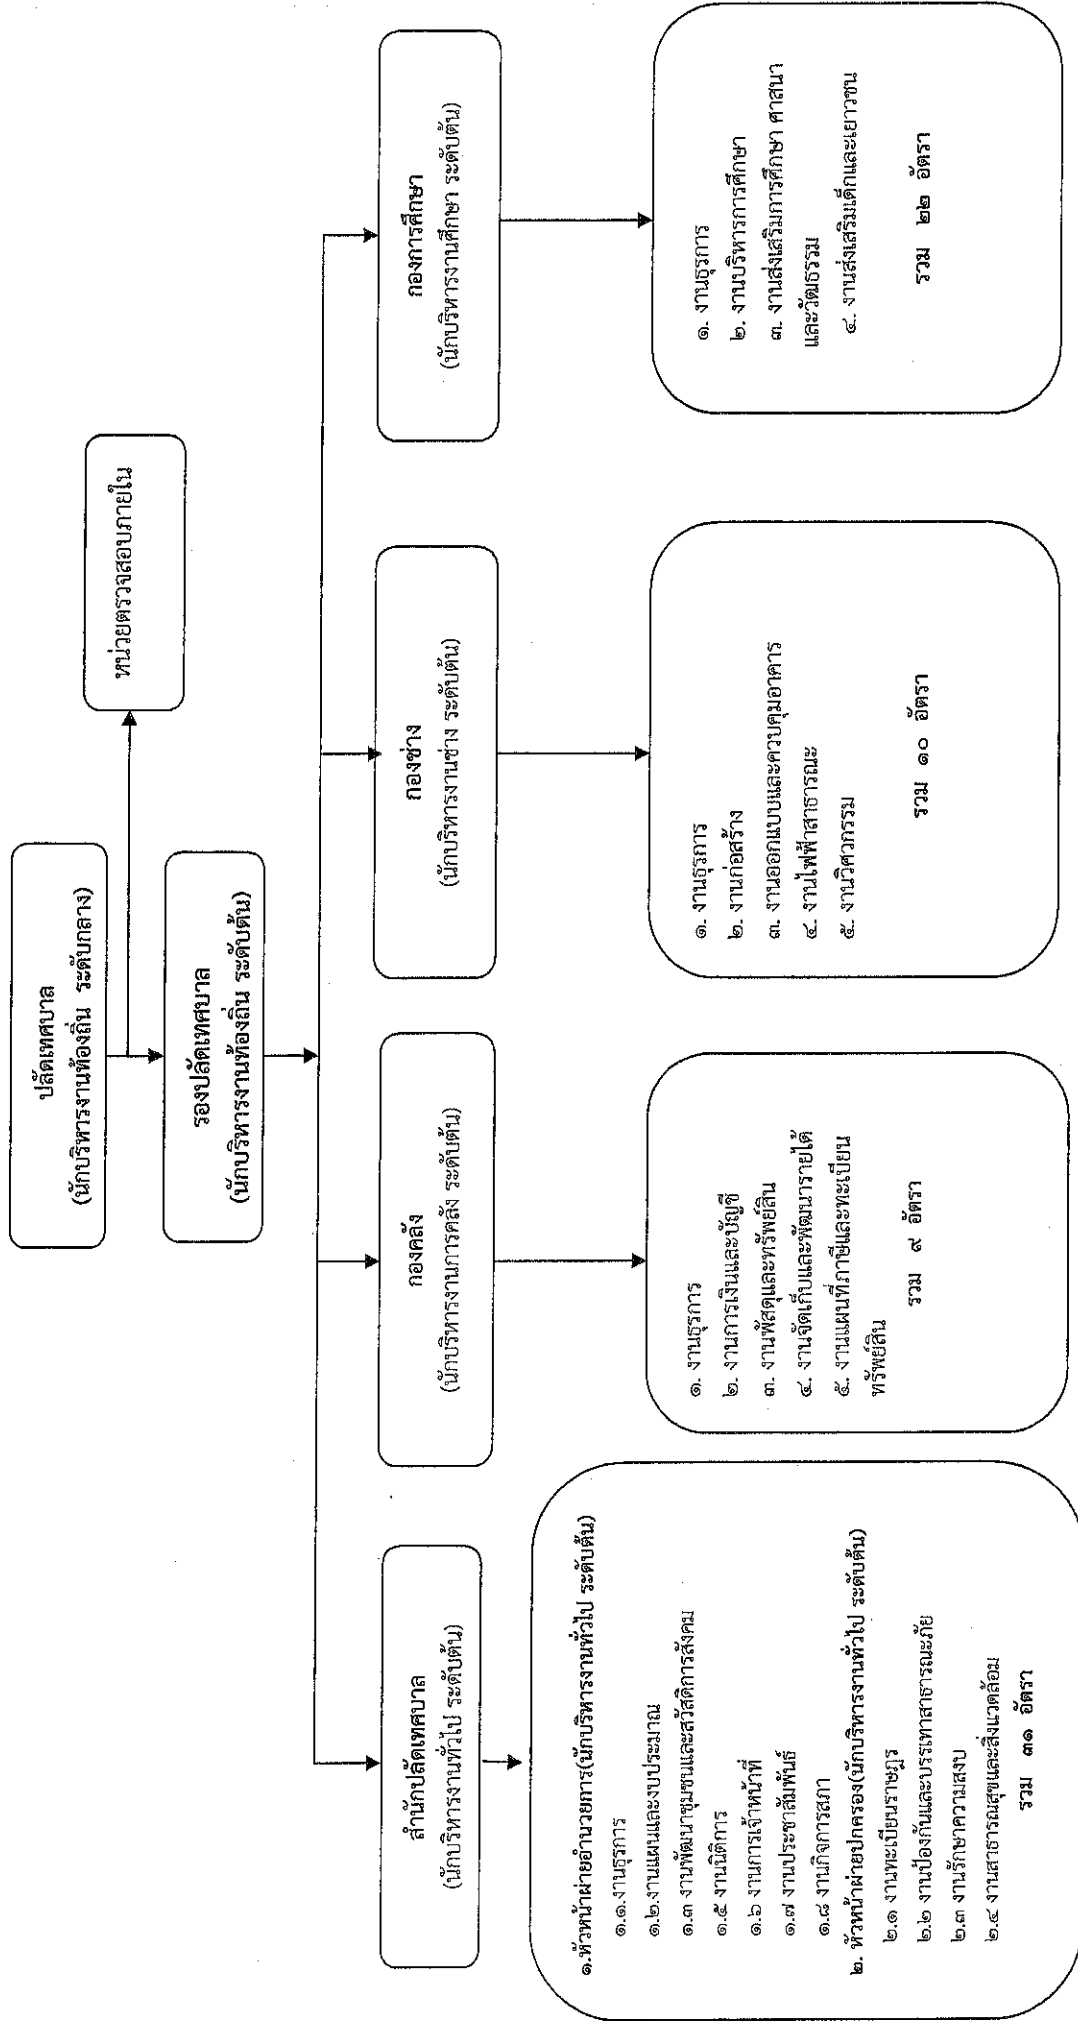 ปลัดเทศบาล
(นักบริหารงานท้องถิ่น ระดับกลาง)
หน่วยตรวจสอบภายใน
รองปลัดเทศบาล
(นักบริหารงานท้องถิ่น ระดับต้น)
สำนักปลัดเทศบาล
(นักบริหารงานทั่วไป ระดับต้น)
กองคลัง
(นักบริหารงานการคลัง ระดับต้น)
กองช่าง
(นักบริหารงานช่าง ระดับต้น)
กองการศึกษา
(นักบริหารงานศึกษา ระดับต้น)
๑.หัวหน้าฝ่ายอำนวยการ(นักบริหารงานทั่วไป ระดับต้น)
๑.๑.งานธุรการ
๑.๒.งานแผนและงบประมาณ
๑.๓ งานพัฒนาชุมชนและสวัสดิการสังคม
๑.๕ งานนิติการ
๑.๖ งานการเจ้าหน้าที่
๑.๗ งานประชาสัมพันธ์
๑.๘ งานกิจการสภา
๒. หัวหน้าฝ่ายปกครอง(นักบริหารงานทั่วไป ระดับต้น)
๒.๑ งานทะเบียนราษฎร
๒.๒ งานป้องกันและบรรเทาสาธารณะภัย
๒.๓ งานรักษาความสงบ
๒.๔ งานสาธารณสุขและสิ่งแวดล้อม
รวม ๓๑ อัตรา
๑. งานธุรการ
๒. งานการเงินและบัญชี
๓. งานพัสดุและทรัพย์สิน
๔. งานจัดเก็บและพัฒนารายได้
๕. งานแผนที่ภาษีและทะเบียน
ทรัพย์สิน
รวม ๙ อัตรา
๑. งานธุรการ
๒. งานก่อสร้าง
๓. งานออกแบบและควบคุมอาคาร
๔. งานไฟฟ้าสาธารณะ
๕. งานวิศวกรรม
รวม ๑๐ อัตรา
๑. งานธุรการ
๒. งานบริหารการศึกษา
๓. งานส่งเสริมการศึกษา ศาสนา
และวัฒธรรม
๔. งานส่งเสริมเด็กและเยาวชน
รวม ๒๒ อัตรา